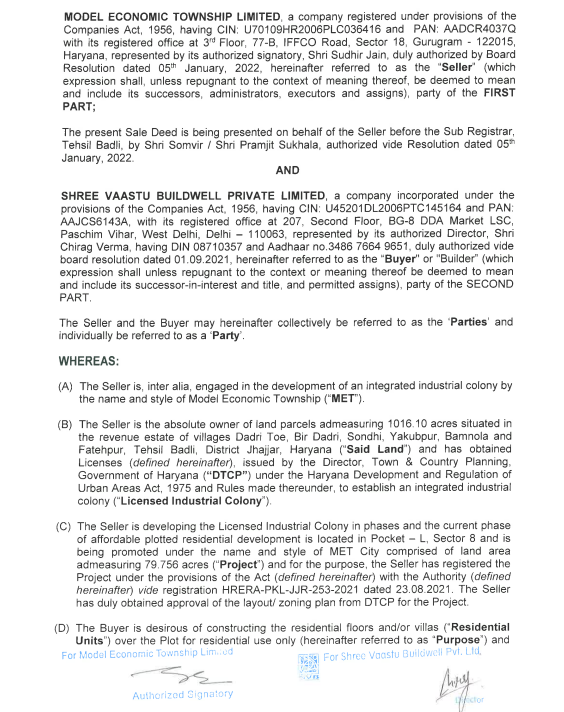 MODEL ECONOMIC TOWNSHIP LIMITED, a company registered under provisions of the
Companies Act, 1956, having CIN: U70109HR2006PLC036416 and PAN: AADCR4037Q
with its registered office at 3rd Floor, 77-B, IFFCO Road, Sector 18, Gurugram - 122015,
Haryana, represented by its authorized signatory, Shri Sudhir Jain, duly authorized by Board
Resolution dated 05th January, 2022, hereinafter referred to as the "Seller" (which
expression shall, unless repugnant to the context of meaning thereof, be deemed to mean
and include its successors, administrators, executors and assigns), party of the FIRST
PART;
The present Sale Deed is being presented on behalf of the Seller before the Sub Registrar,
Tehsil Badli, by Shri Somvir / Shri Pramjit Sukhala, authorized vide Resolution dated 05th
January, 2022.
AND
SHREE VAASTU BUILDWELL PRIVATE LIMITED, a company incorporated under the
provisions of the Companies Act, 1956, having CIN: U45201DL2006PTC145164 and PAN:
AAJCS6143A, with its registered office at 207, Second Floor, BG-8 DDA Market LSC,
Paschim Vihar, West Delhi, Delhi – 110063, represented by its authorized Director, Shri
Chirag Verma, having DIN 08710357 and Aadhaar no.3486 7664 9651, duly authorized vide
board resolution dated 01.09.2021, hereinafter referred to as the "Buyer" or "Builder" (which
expression shall unless repugnant to the context or meaning thereof be deemed to mean
and include its successor-in-interest and title, and permitted assigns), party of the SECOND
PART.
The Seller and the Buyer may hereinafter collectively be referred to as the 'Parties' and
individually be referred to as a 'Party'.
WHEREAS:
(A) The Seller is, inter alia, engaged in the development of an integrated industrial colony by
the name and style of Model Economic Township ("MET").
(B) The Seller is the absolute owner of land parcels admeasuring 1016.10 acres situated in
the revenue estate of villages Dadri Toe, Bir Dadri, Sondhi, Yakubpur, Bamnola and
Fatehpur, Tehsil Badli, District Jhajjar, Haryana ("Said Land") and has obtained
Licenses (defined hereinafter), issued by the Director, Town & Country Planning,
Government of Haryana ("DTCP") under the Haryana Development and Regulation of
Urban Areas Act, 1975 and Rules made thereunder, to establish an integrated industrial
colony ("Licensed Industrial Colony").
(C) The Seller is developing the Licensed Industrial Colony in phases and the current phase
of affordable plotted residential development is located in Pocket – L, Sector 8 and is
being promoted under the name and style of MET City comprised of land area
admeasuring 79.756 acres ("Project") and for the purpose, the Seller has registered the
Project under the provisions of the Act (defined hereinafter) with the Authority (defined
hereinafter) vide registration HRERA-PKL-JJR-253-2021 dated 23.08.2021. The Seller
has duly obtained approval of the layout/ zoning plan from DTCP for the Project.
(D) The Buyer is desirous of constructing the residential floors and/or villas ("Residential
Units") over the Plot for residential use only (hereinafter referred to as "Purpose") and
For Model Economic Township Limited
For Shree Vaastu Buildwell Pvt. Ltd.
Authorized Signatory
Director